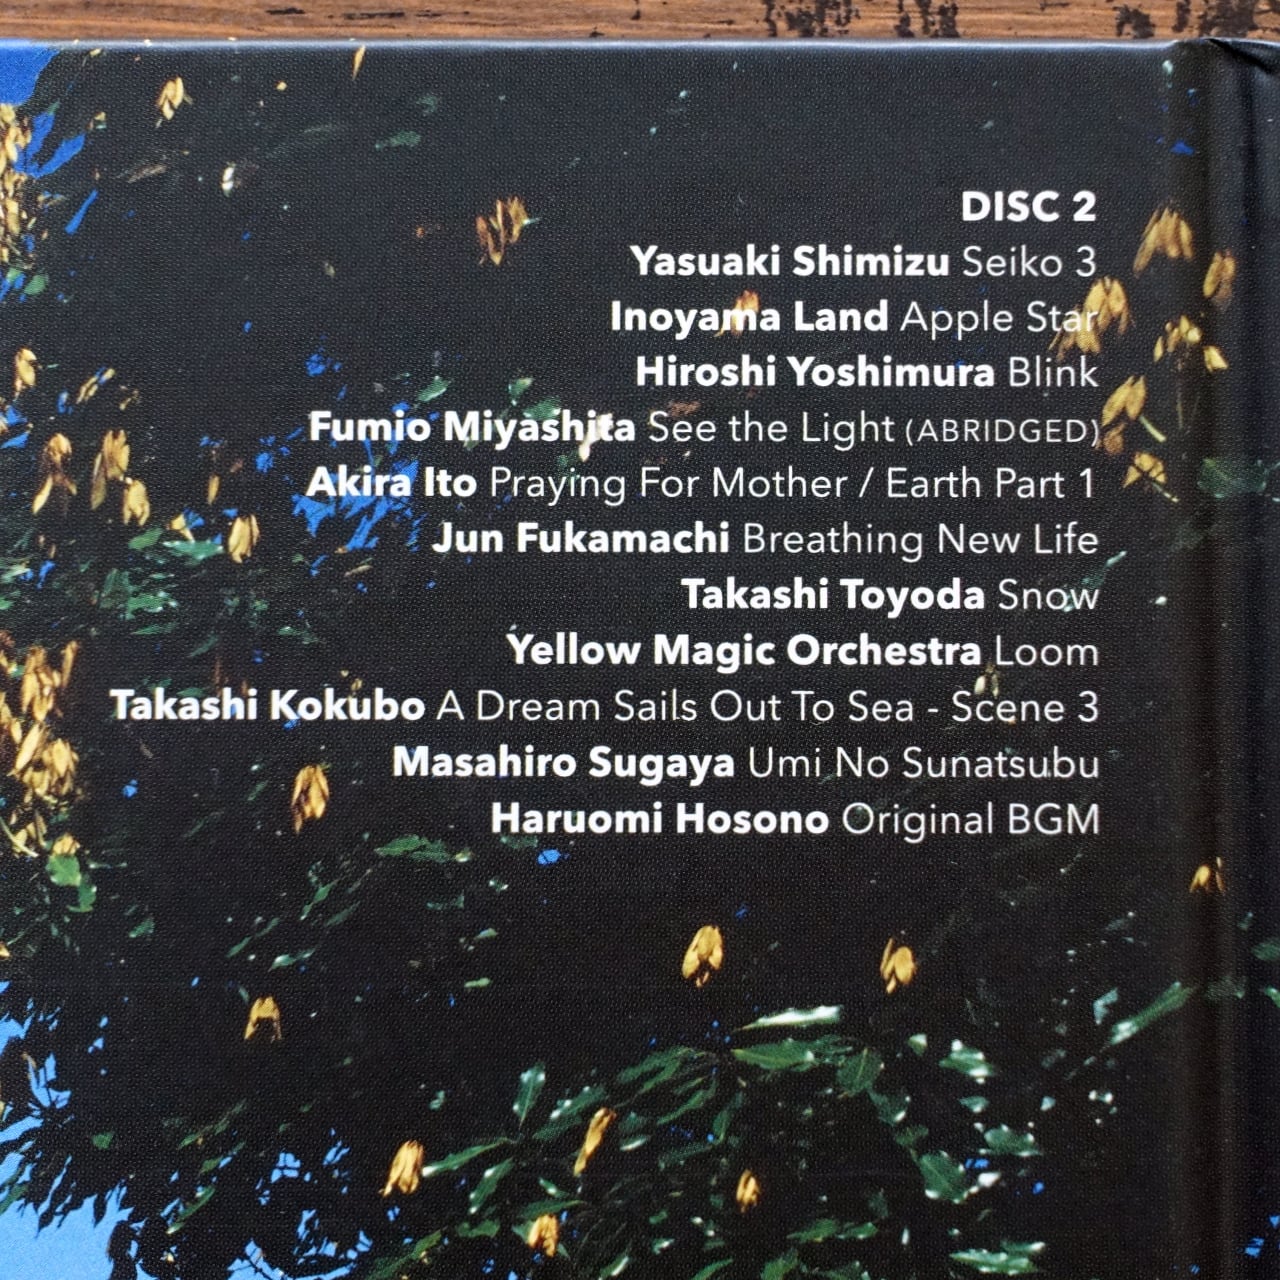 DISC 2
Yasuaki Shimizu Seiko 3
Inoyama Land Apple Star
Hiroshi Yoshimura Blink
Fumio Miyashita See the Light (ABRIDGED)
Akira Ito Praying For Mother / Earth Part 1
Jun Fukamachi Breathing New Life
Takashi Toyoda Snow
Yellow Magic Orchestra Loom
Takashi Kokubo A Dream Sails Out To Sea - Scene 3
Masahiro Sugaya Umi No Sunatsubu
Haruomi Hosono Original BGM